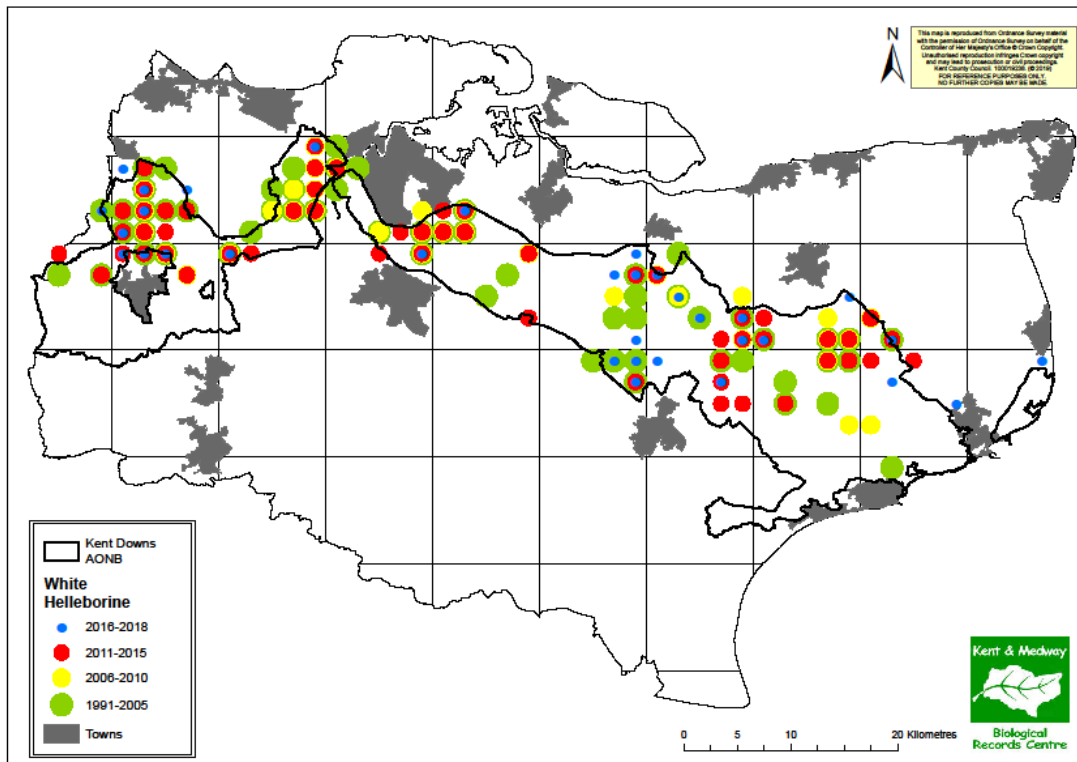 N
This map is reproduced from Ordnance Survey material
with the permission of Ordnance Survey on behalf of the
Controller of Her Majesty's Office © Crown Copyright.
Unauthorised reproduction infringes Crown copyright
and may lead to prosecution or civil proceedings.
Kent County Council. 100019238. (© 2019)
FOR REFERENCE PURPOSES ONLY.
NO FURTHER COPIES MAY BE MADE.
Kent Downs
AONB
White
Helleborine
2016-2018
2011-2015
2006-2010
1991-2005
Towns
0 5 10 20 Kilometres
Kent & Medway
Biological
Records Centre